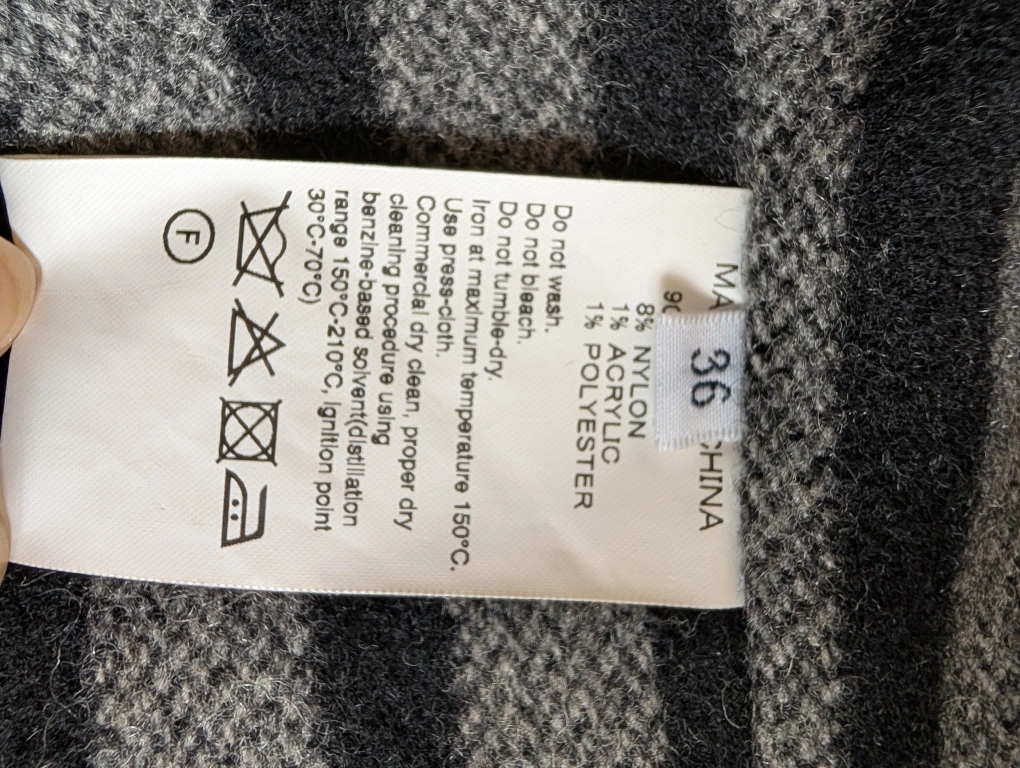 36
8% NYLON
1% ACRYLIC
1% POLYESTER
Do not wash.
Do not bleach.
Do not tumble-dry.
Iron at maximum temperature 150°C.
Use press-cloth.
Commercial dry clean, proper dry
cleaning procedure using
benzine-based solvent(distillation
range 150°C-210°C, ignition point
30°C-70°C)
F